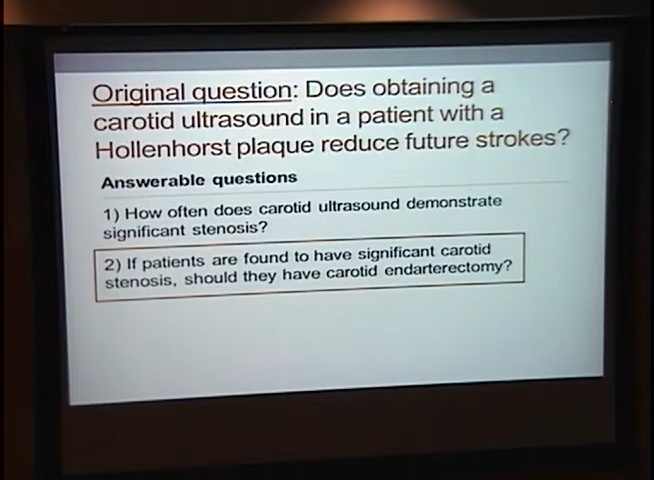 Original question: Does obtaining a
carotid ultrasound in a patient with a
Hollenhorst plaque reduce future strokes?
Answerable questions
1) How often does carotid ultrasound demonstrate
significant stenosis?
2) If patients are found to have significant carotid
stenosis, should they have carotid endarterectomy?